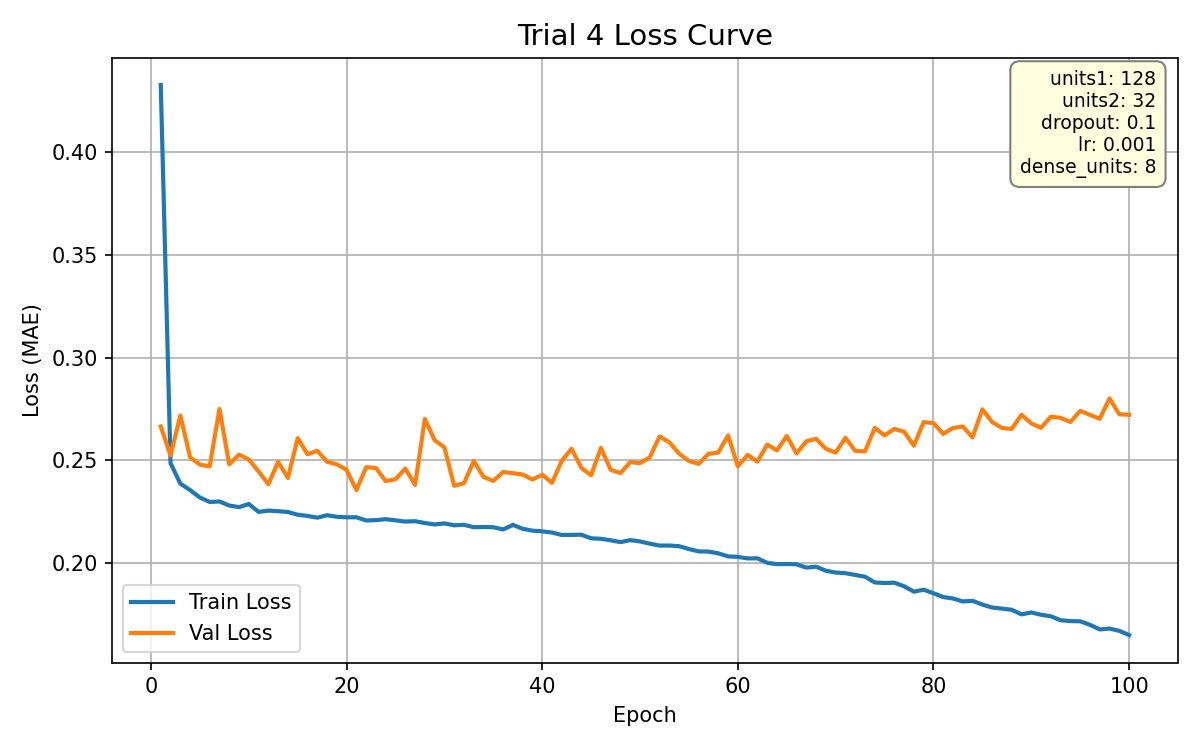 Trial 4 Loss Curve
units1: 128
units2: 32
dropout: 0.1
lr: 0.001
dense_units: 8
0.40
0.35
0.30
0.25
0.20
Loss (MAE)
Train Loss
Val Loss
0
20
40
60
80
100
Epoch